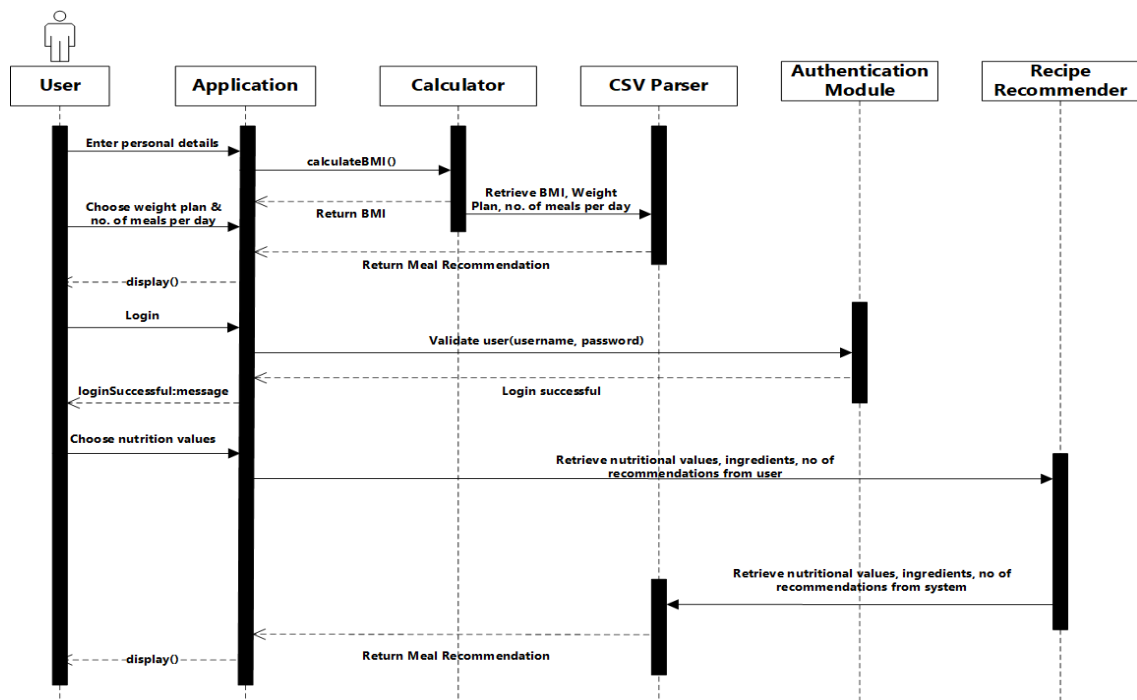 User
Application
Calculator
CSV Parser
Authentication
Module
Recipe
Recommender
Enter personal details
calculateBMI()
Retrieve BMI, Weight
Plan, no. of meals per day
Choose weight plan &
no. of meals per day
Return BMI
Return Meal Recommendation
display()
Login
Validate user(username, password)
Login successful
loginSuccessful:message
Choose nutrition values
Retrieve nutritional values, ingredients, no of
recommendations from user
Retrieve nutritional values, ingredients, no of
recommendations from system
Return Meal Recommendation
display()